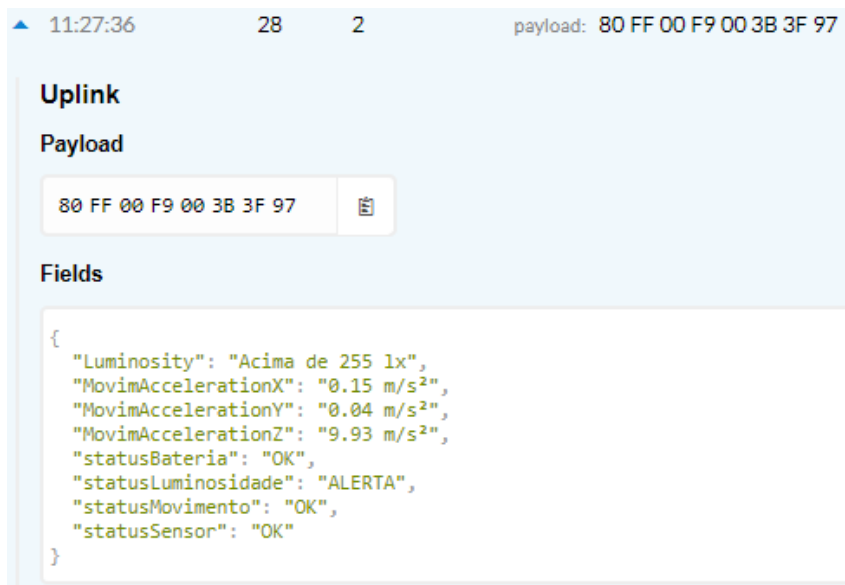 11:27:36 28 2 payload: 80 FF 00 F9 00 3B 3F 97
Uplink
Payload
80 FF 00 F9 00 3B 3F 97
Fields
{
"Luminosity": "Acima de 255 lx",
"MovimAccelerationX": "0.15 m/s²",
"MovimAccelerationY": "0.04 m/s²",
"MovimAccelerationZ": "9.93 m/s²",
"statusBateria": "OK",
"statusLuminosidade": "ALERTA",
"statusMovimento": "OK",
"statusSensor": "OK"
}